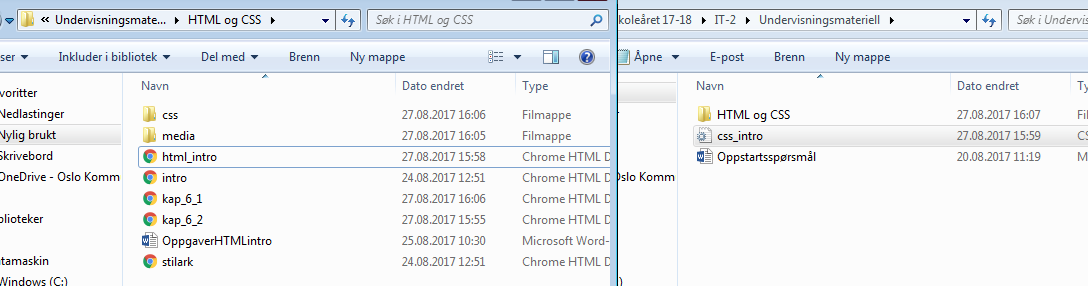 « Undervisningsmate... ▸ HTML og CSS ▸ Søk i HTML og CSS
ser Inkluder i bibliotek Del med Brenn Ny mappe
Navn Dato endret Type
voritter
Nedlastinger
Nylig brukt
Skrivebord
OneDrive - Oslo Komm
blioteker
atamaskin
Windows (C:)
css 27.08.2017 16:06 Filmappe
media 27.08.2017 16:05 Filmappe
html_intro 27.08.2017 15:58 Chrome HTML D
intro 24.08.2017 12:51 Chrome HTML D
kap_6_1 27.08.2017 16:06 Chrome HTML D
kap_6_2 27.08.2017 15:55 Chrome HTML D
OppgaverHTMLintro 25.08.2017 10:30 Microsoft Word-
stilark 24.08.2017 12:51 Chrome HTML D
koleåret 17-18 ▸ IT-2 ▸ Undervisningsmateriell ▸ Søk i Undervis
Åpne E-post Brenn Ny mappe
Navn Dato endret Ty
r
Oslo Komm
HTML og CSS 27.08.2017 16:07 Fi
css_intro 27.08.2017 15:59 CS
Oppstartsspørsmål 20.08.2017 11:19 M